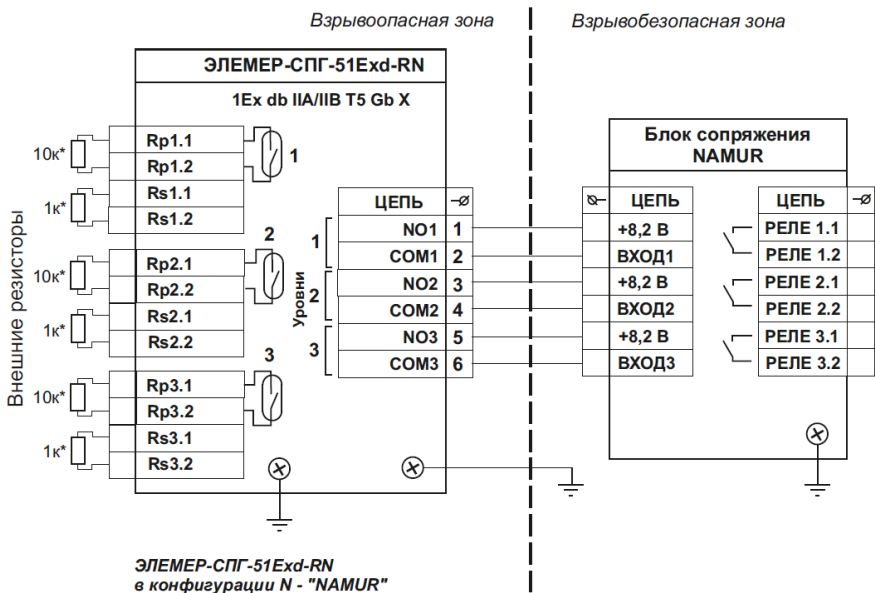 Взрывоопасная зона
Взрывобезопасная зона
ЭЛЕМЕР-СПГ-51Exd-RN
1Ex db IIA/IIB T5 Gb X
Внешние резисторы
10к*
1к*
10к*
1к*
10к*
1к*
Rp1.1
Rp1.2
Rs1.1
Rs1.2
Rp2.1
Rp2.2
Rs2.1
Rs2.2
Rp3.1
Rp3.2
Rs3.1
Rs3.2
1
2
3
Уровни
1
2
3
ЦЕПЬ
NO1 1
COM1 2
NO2 3
COM2 4
NO3 5
COM3 6
Блок сопряжения
NAMUR
ЦЕПЬ
+8,2 В
ВХОД1
+8,2 В
ВХОД2
+8,2 В
ВХОД3
ЦЕПЬ
РЕЛЕ 1.1
РЕЛЕ 1.2
РЕЛЕ 2.1
РЕЛЕ 2.2
РЕЛЕ 3.1
РЕЛЕ 3.2
ЭЛЕМЕР-СПГ-51Exd-RN
в конфигурации N - "NAMUR"